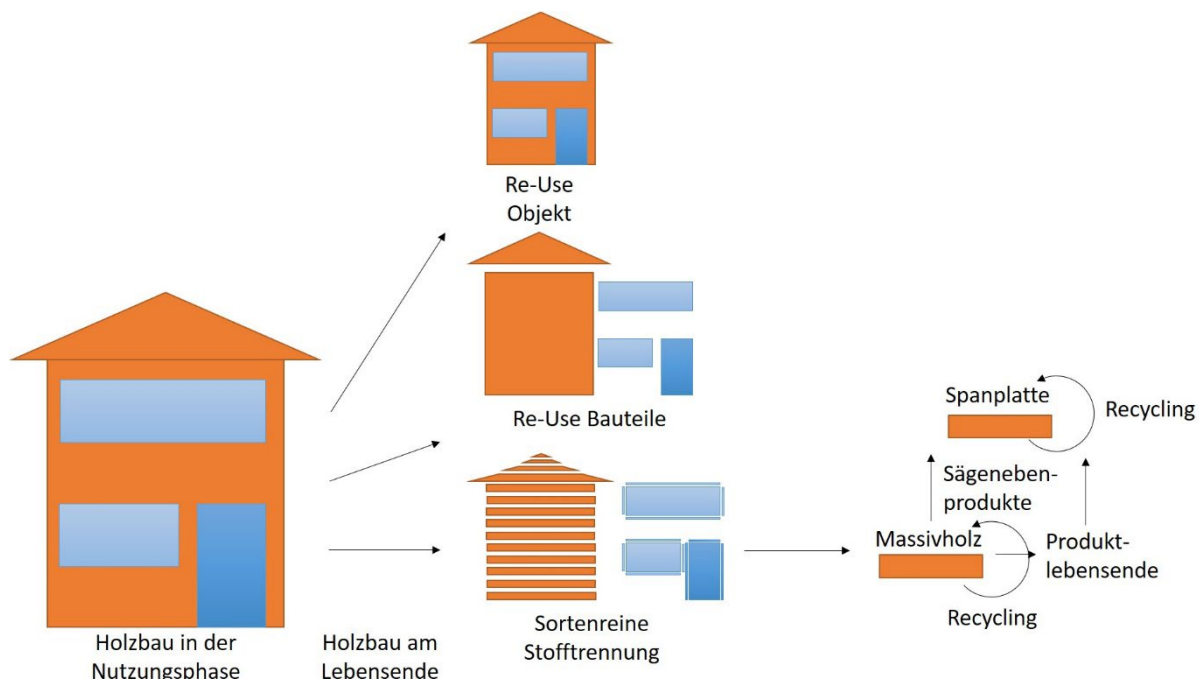 Re-Use
Objekt
Re-Use Bauteile
Spanplatte
Recycling
Sägeneben-
produkte
Massivholz
Produkt-
lebensende
Recycling
Holzbau in der
Nutzungsphase
Holzbau am
Lebensende
Sortenreine
Stofftrennung